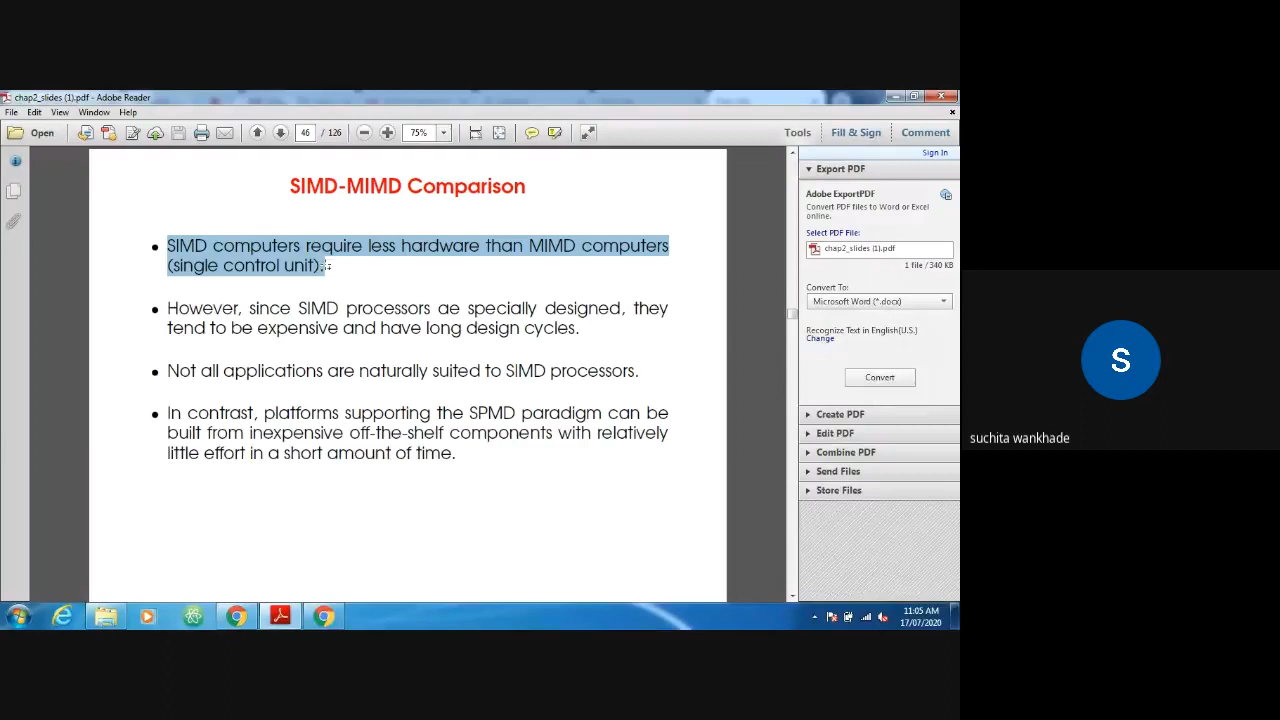 chap2_slides (1).pdf - Adobe Reader
File Edit View Window Help
Open 46 / 126 75% Tools Fill & Sign Comment
Sign In
SIMD-MIMD Comparison
• SIMD computers require less hardware than MIMD computers
(single control unit).
• However, since SIMD processors ae specially designed, they
tend to be expensive and have long design cycles.
• Not all applications are naturally suited to SIMD processors.
• In contrast, platforms supporting the SPMD paradigm can be
built from inexpensive off-the-shelf components with relatively
little effort in a short amount of time.
Export PDF
Adobe ExportPDF
Convert PDF files to Word or Excel
online.
Select PDF File:
chap2_slides (1).pdf
1 file / 340 KB
Convert To:
Microsoft Word (*.docx)
Recognize Text in English(U.S.)
Change
Convert
Create PDF
Edit PDF
Combine PDF
Send Files
Store Files
11:05 AM
17/07/2020
S
suchita wankhade